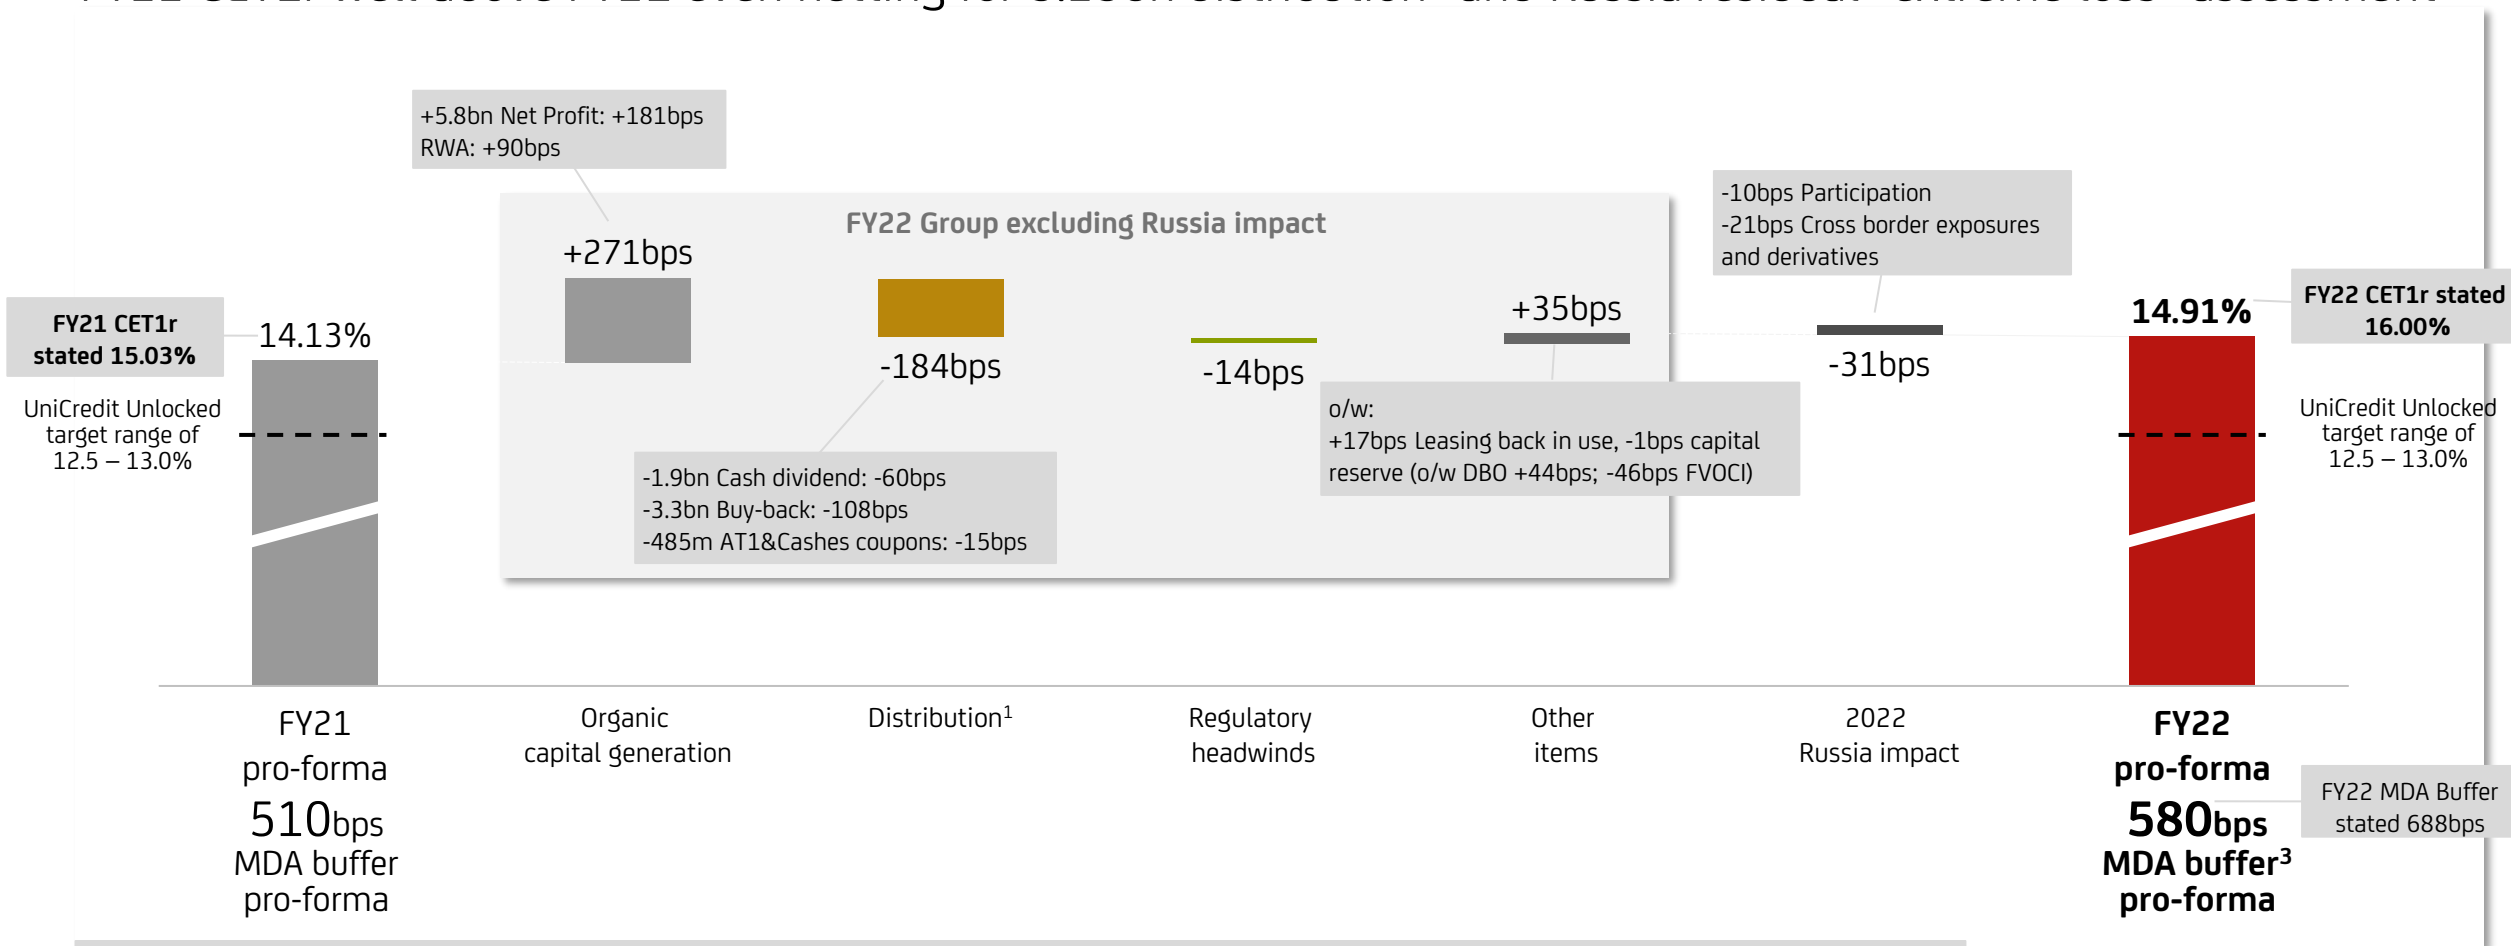 +5.8bn Net Profit: +181bps
RWA: +90bps
FY22 Group excluding Russia impact
-10bps Participation
-21bps Cross border exposures
and derivatives
+271bps
-184bps
-14bps
+35bps
-31bps
FY21 CET1r
stated 15.03%
14.13%
14.91%
FY22 CET1r stated
16.00%
UniCredit Unlocked
target range of
12.5 – 13.0%
UniCredit Unlocked
target range of
12.5 – 13.0%
-1.9bn Cash dividend: -60bps
-3.3bn Buy-back: -108bps
-485m AT1&Cashes coupons: -15bps
o/w:
+17bps Leasing back in use, -1bps capital
reserve (o/w DBO +44bps; -46bps FVOCI)
FY21
pro-forma
510bps
MDA buffer
pro-forma
Organic
capital generation
Distribution¹
Regulatory
headwinds
Other
items
2022
Russia impact
FY22
pro-forma
580bps
MDA buffer³
pro-forma
FY22 MDA Buffer
stated 688bps